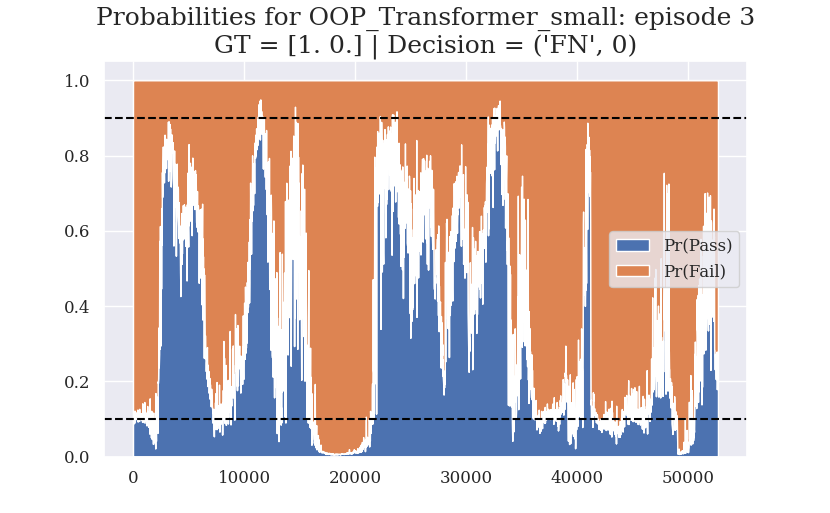 Probabilities for OOP_Transformer_small: episode 3
GT = [1. 0.] | Decision = ('FN', 0)
1.0
0.8
0.6
0.4
0.2
0.0
Pr(Pass)
Pr(Fail)
0 10000 20000 30000 40000 50000